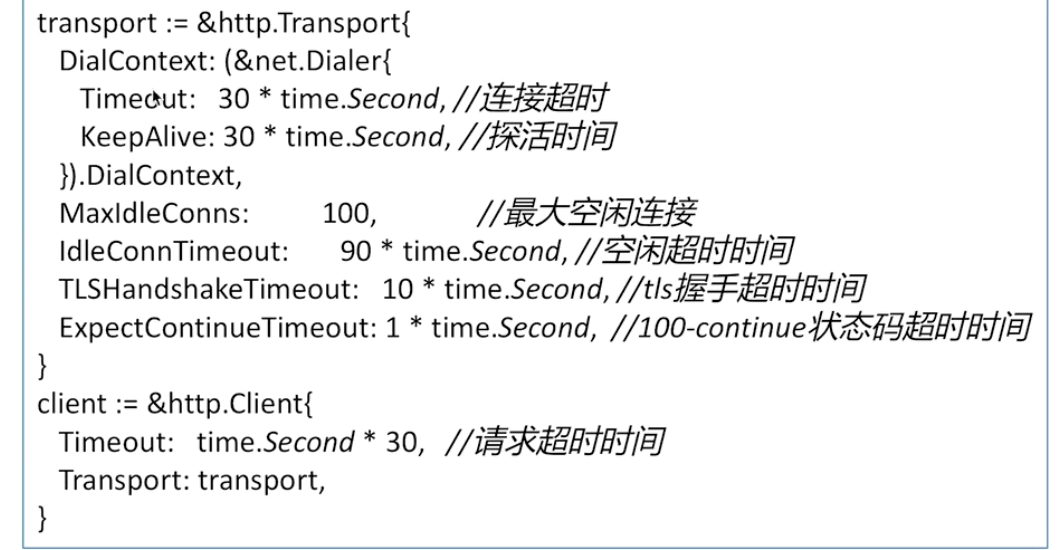 transport := &http.Transport{
DialContext: (&net.Dialer{
Timeout: 30 * time.Second, //连接超时
KeepAlive: 30 * time.Second, //探活时间
}).DialContext,
MaxIdleConns: 100, //最大空闲连接
IdleConnTimeout: 90 * time.Second, //空闲超时时间
TLSHandshakeTimeout: 10 * time.Second, //tls握手超时时间
ExpectContinueTimeout: 1 * time.Second, //100-continue状态码超时时间
}
client := &http.Client{
Timeout: time.Second * 30, //请求超时时间
Transport: transport,
}